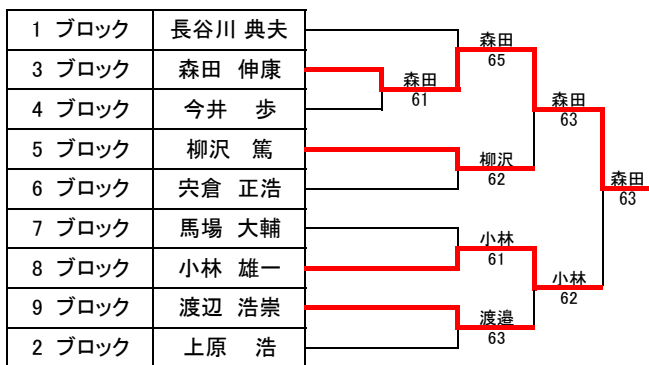 1 ブロック 長谷川 典夫
3 ブロック 森田 伸康
4 ブロック 今井 歩
5 ブロック 柳沢 篤
6 ブロック 宍倉 正浩
7 ブロック 馬場 大輔
8 ブロック 小林 雄一
9 ブロック 渡辺 浩崇
2 ブロック 上原 浩
森田
61
森田
65
柳沢
62
小林
61
渡邉
63
森田
63
小林
62
森田
63